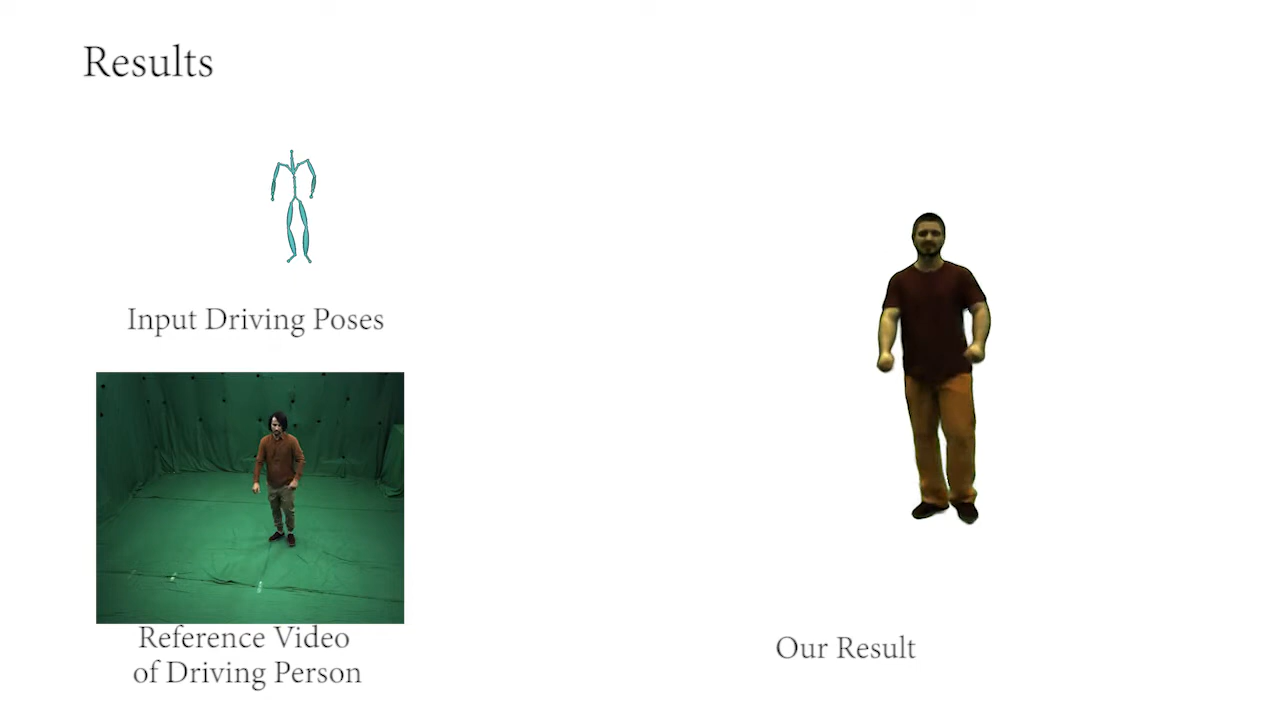 Results
Input Driving Poses
Reference Video
of Driving Person
Our Result